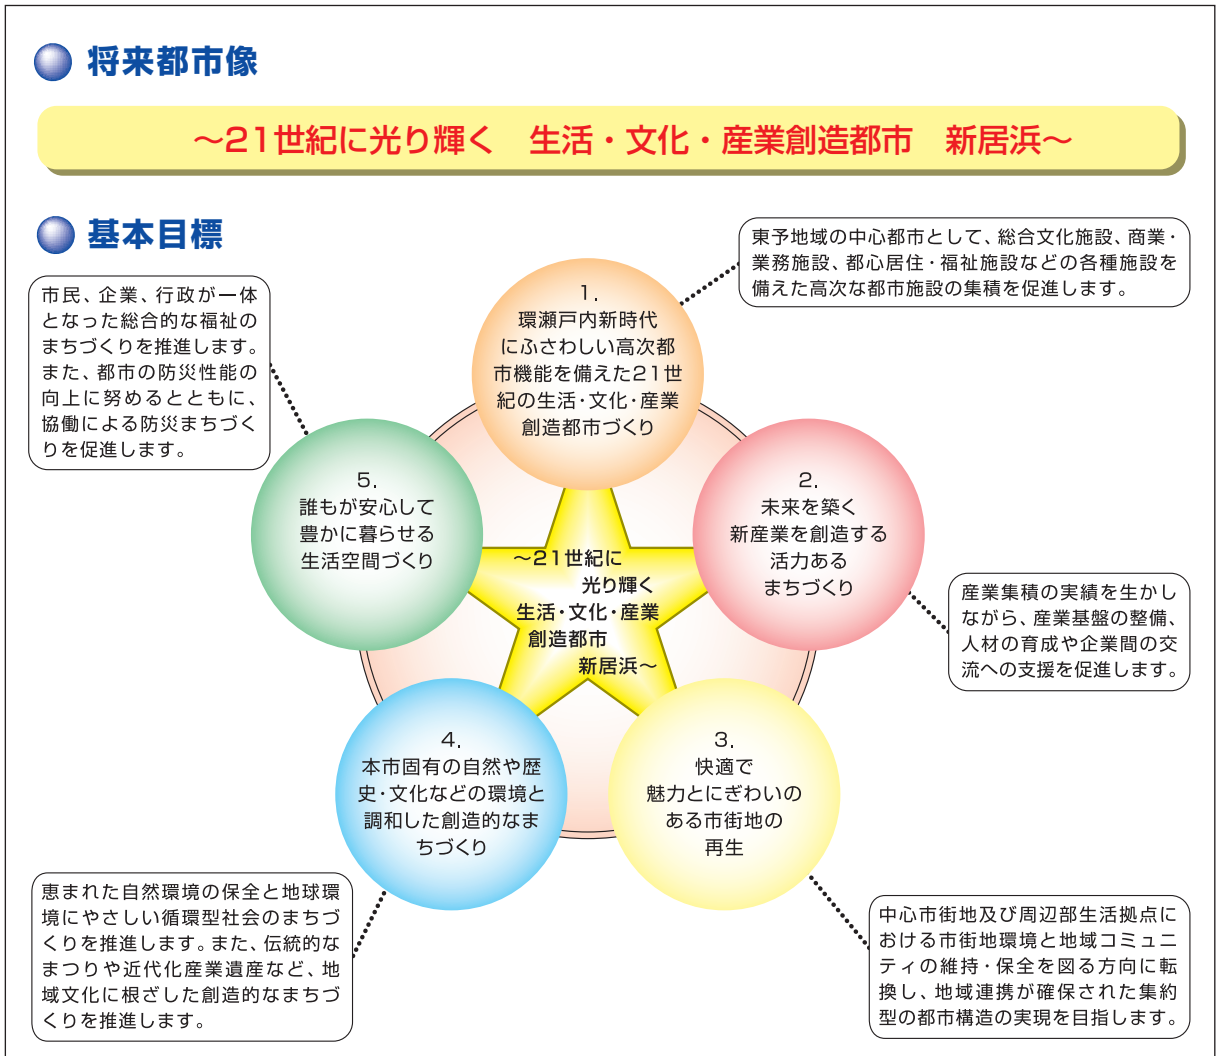 将来都市像
～21世紀に光り輝く　生活・文化・産業創造都市　新居浜～
基本目標
東予地域の中心都市として、総合文化施設、商業・
業務施設、都心居住・福祉施設などの各種施設を
備えた高次な都市施設の集積を促進します。
市民、企業、行政が一体
となった総合的な福祉の
まちづくりを推進します。
また、都市の防災性能の
向上に努めるとともに、
協働による防災まちづく
りを促進します。
1.
環瀬戸内新時代
にふさわしい高次都
市機能を備えた21世
紀の生活・文化・産業
創造都市づくり
2.
未来を築く
新産業を創造する
活力ある
まちづくり
5.
誰もが安心して
豊かに暮らせる
生活空間づくり
～21世紀に
光り輝く
生活・文化・産業
創造都市
新居浜～
産業集積の実績を生かし
ながら、産業基盤の整備、
人材の育成や企業間の交
流への支援を促進します。
4.
本市固有の自然や歴
史・文化などの環境と
調和した創造的なま
ちづくり
3.
快適で
魅力とにぎわいの
ある市街地の
再生
恵まれた自然環境の保全と地球環
境にやさしい循環型社会のまちづ
くりを推進します。また、伝統的な
まつりや近代化産業遺産など、地
域文化に根ざした創造的なまちづ
くりを推進します。
中心市街地及び周辺部生活拠点に
おける市街地環境と地域コミュニ
ティの維持・保全を図る方向に転
換し、地域連携が確保された集約
型の都市構造の実現を目指します。